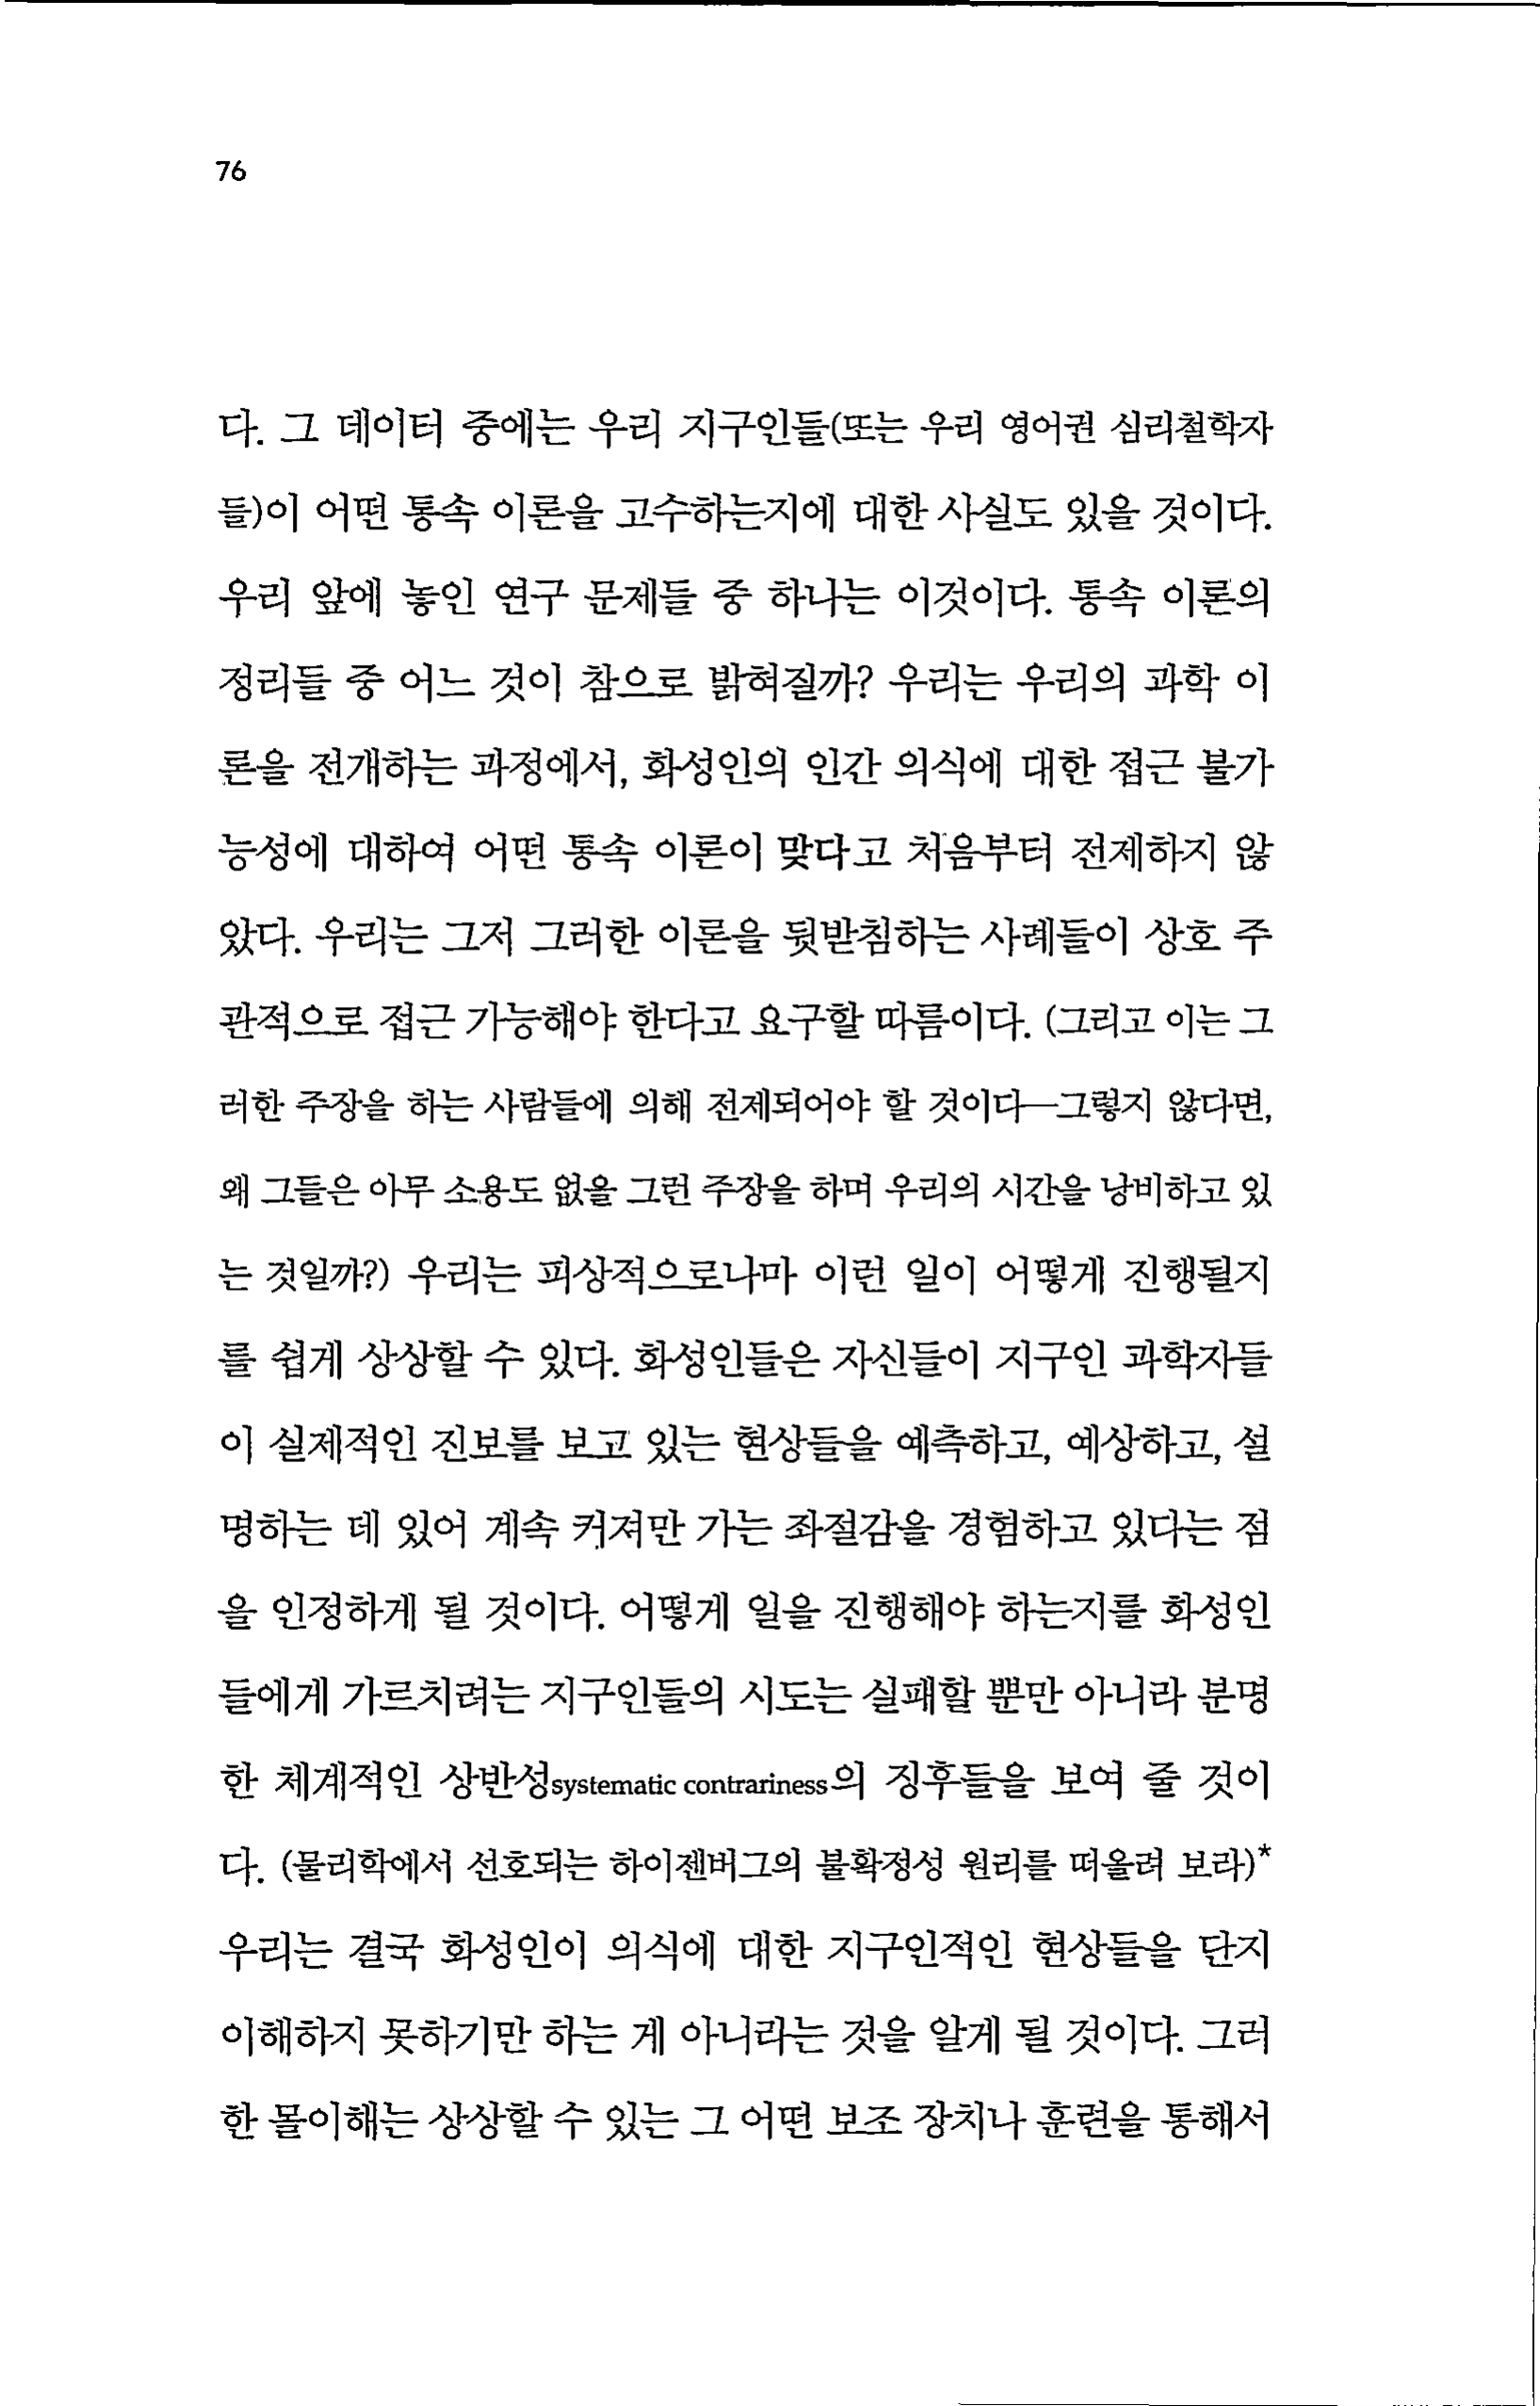 76
다. 그 데이터 중에는 우리 지구인들(또는 우리 영어권 심리철학자
들)이 어떤 통속 이론을 고수하는지에 대한 사실도 있을 것이다.
우리 앞에 놓인 연구 문제들 중 하나는 이것이다. 통속 이론의
정리들 중 어느 것이 참으로 밝혀질까? 우리는 우리의 과학 이
론을 전개하는 과정에서, 화성인의 인간 의식에 대한 접근 불가
능성에 대하여 어떤 통속 이론이 맞다고 처음부터 전제하지 않
았다. 우리는 그저 그러한 이론을 뒷받침하는 사례들이 상호 주
관적으로 접근 가능해야 한다고 요구할 따름이다. (그리고 이는 그
러한 주장을 하는 사람들에 의해 전제되어야 할 것이다—그렇지 않다면,
왜 그들은 아무 소용도 없을 그런 주장을 하며 우리의 시간을 낭비하고 있
는 것일까?) 우리는 피상적으로나마 이런 일이 어떻게 진행될지
를 쉽게 상상할 수 있다. 화성인들은 자신들이 지구인 과학자들
이 실제적인 진보를 보고 있는 현상들을 예측하고, 예상하고, 설
명하는 데 있어 계속 커져만 가는 좌절감을 경험하고 있다는 점
을 인정하게 될 것이다. 어떻게 일을 진행해야 하는지를 화성인
들에게 가르치려는 지구인들의 시도는 실패할 뿐만 아니라 분명
한 체계적인 상반성systematic contrariness의 징후들을 보여 줄 것이
다. (물리학에서 선호되는 하이젠버그의 불확정성 원리를 떠올려 보라)*
우리는 결국 화성인이 의식에 대한 지구인적인 현상들을 단지
이해하지 못하기만 하는 게 아니라는 것을 알게 될 것이다. 그러
한 몰이해는 상상할 수 있는 그 어떤 보조 장치나 훈련을 통해서